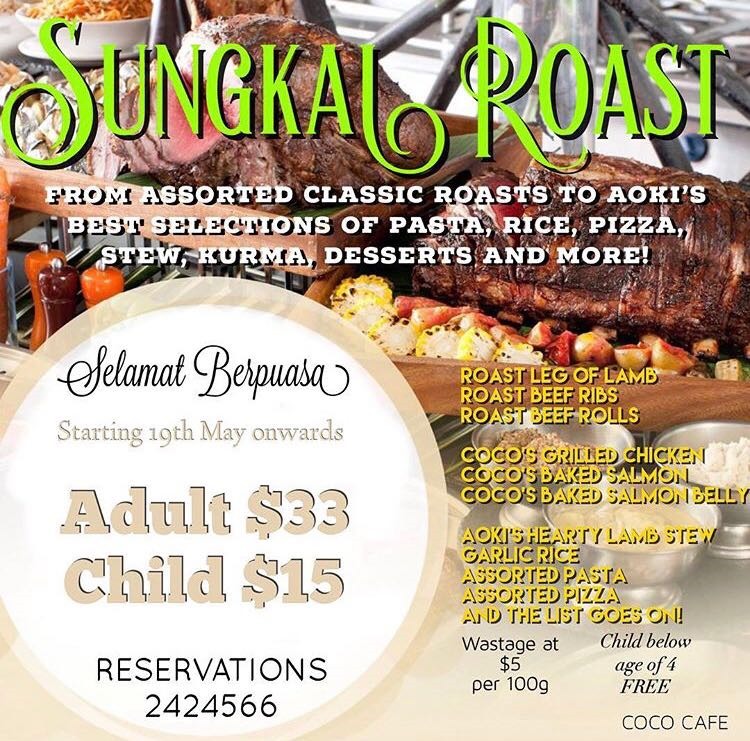 SUNGKAI ROAST
FROM ASSORTED CLASSIC ROASTS TO AOKI'S
BEST SELECTIONS OF PASTA, RICE, PIZZA,
STEW, KURMA, DESSERTS AND MORE!
Selamat Berpuasa
Starting 19th May onwards
Adult $33
Child $15
RESERVATIONS
2424566
ROAST LEG OF LAMB
ROAST BEEF RIBS
ROAST BEEF ROLLS
COCO'S GRILLED CHICKEN
COCO'S BAKED SALMON
COCO'S BAKED SALMON BELLY
AOKI'S HEARTY LAMB STEW
GARLIC RICE
ASSORTED PASTA
ASSORTED PIZZA
AND THE LIST GOES ON!
Wastage at
$5
per 100g
Child below
age of 4
FREE
COCO CAFE